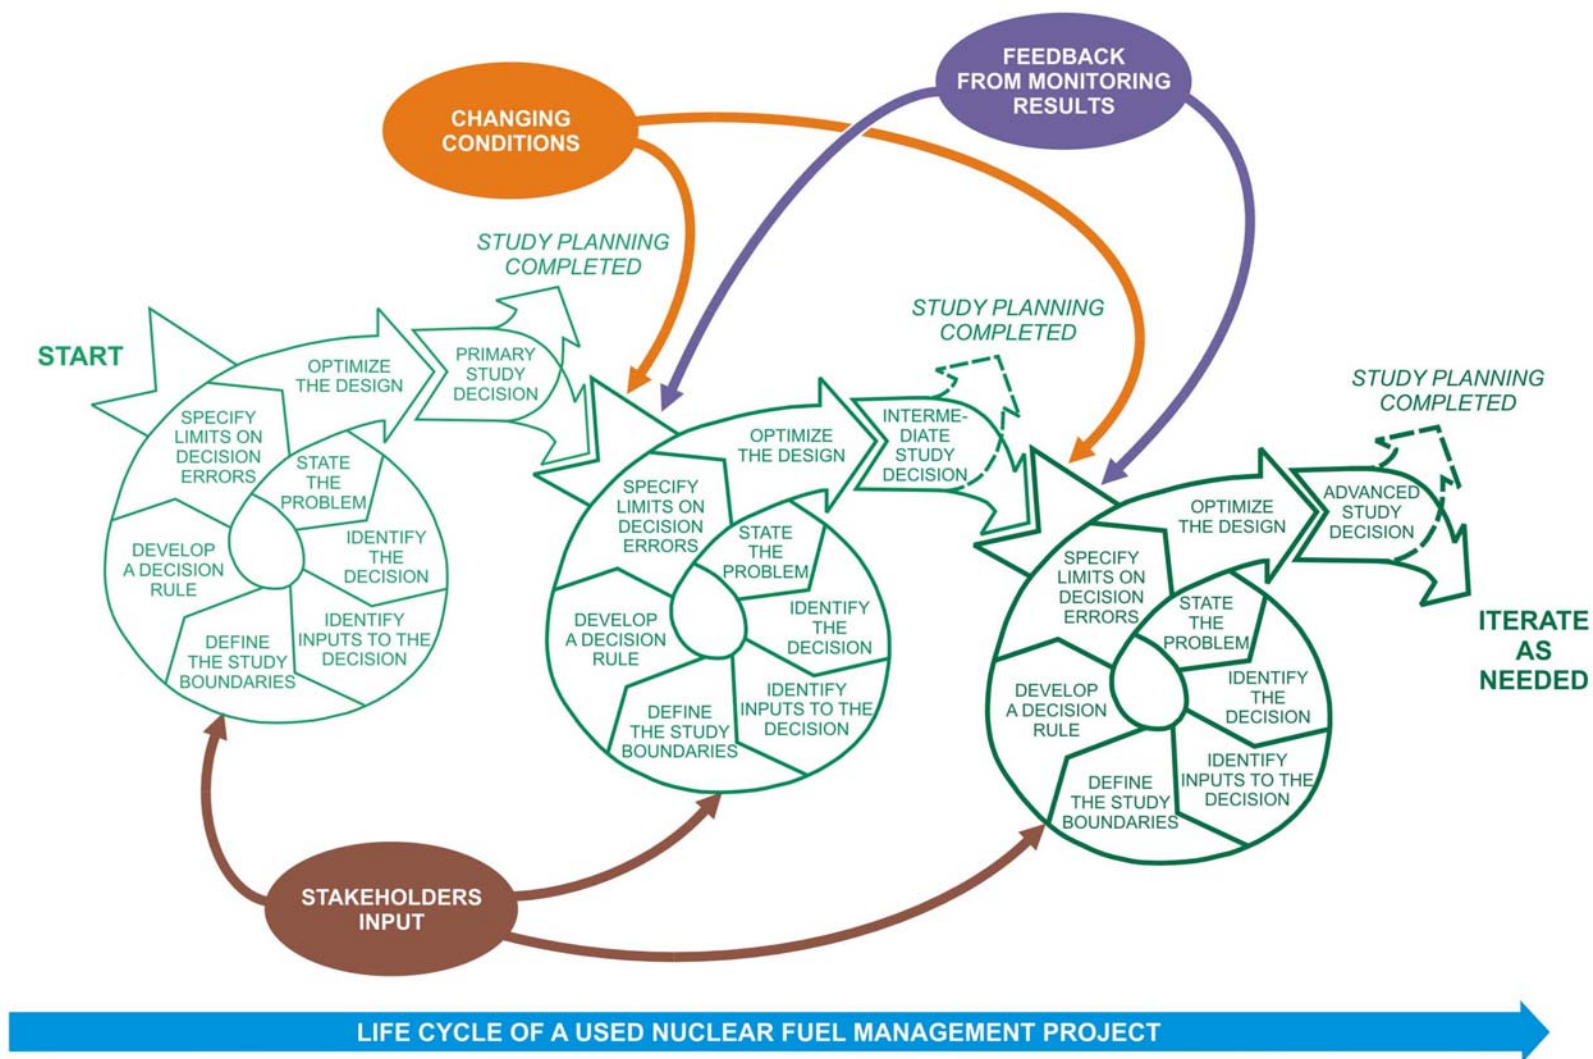 FEEDBACK
FROM MONITORING
RESULTS
CHANGING
CONDITIONS
STUDY PLANNING
COMPLETED
START
OPTIMIZE
THE DESIGN
PRIMARY
STUDY
DECISION
SPECIFY
LIMITS ON
DECISION
ERRORS
STATE
THE
PROBLEM
IDENTIFY
THE
DECISION
IDENTIFY
INPUTS TO THE
DECISION
DEFINE
THE STUDY
BOUNDARIES
DEVELOP
A DECISION
RULE
STUDY PLANNING
COMPLETED
OPTIMIZE
THE DESIGN
INTERME-
DIATE
STUDY
DECISION
SPECIFY
LIMITS ON
DECISION
ERRORS
STATE
THE
PROBLEM
IDENTIFY
THE
DECISION
IDENTIFY
INPUTS TO THE
DECISION
DEFINE
THE STUDY
BOUNDARIES
DEVELOP
A DECISION
RULE
STUDY PLANNING
COMPLETED
OPTIMIZE
THE DESIGN
ADVANCED
STUDY
DECISION
SPECIFY
LIMITS ON
DECISION
ERRORS
STATE
THE
PROBLEM
IDENTIFY
THE
DECISION
IDENTIFY
INPUTS TO THE
DECISION
DEFINE
THE STUDY
BOUNDARIES
DEVELOP
A DECISION
RULE
ITERATE
AS
NEEDED
STAKEHOLDERS
INPUT
LIFE CYCLE OF A USED NUCLEAR FUEL MANAGEMENT PROJECT